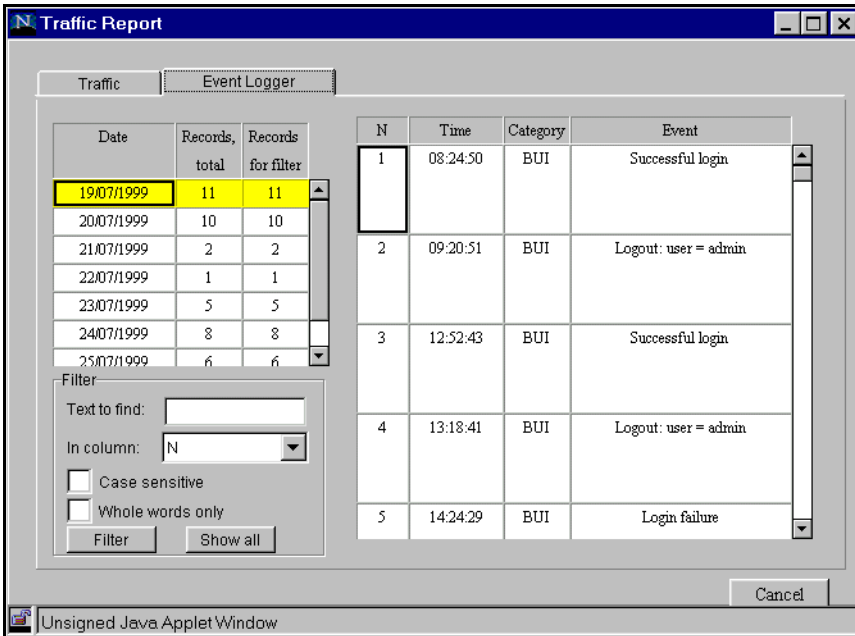 N Traffic Report
Traffic Event Logger
Date Records, total Records for filter
19/07/1999 11 11
20/07/1999 10 10
21/07/1999 2 2
22/07/1999 1 1
23/07/1999 5 5
24/07/1999 8 8
25/07/1999 6 6
Filter
Text to find:
In column: N
Case sensitive
Whole words only
Filter Show all
N Time Category Event
1 08:24:50 BUI Successful login
2 09:20:51 BUI Logout: user = admin
3 12:52:43 BUI Successful login
4 13:18:41 BUI Logout: user = admin
5 14:24:29 BUI Login failure
Cancel
Unsigned Java Applet Window